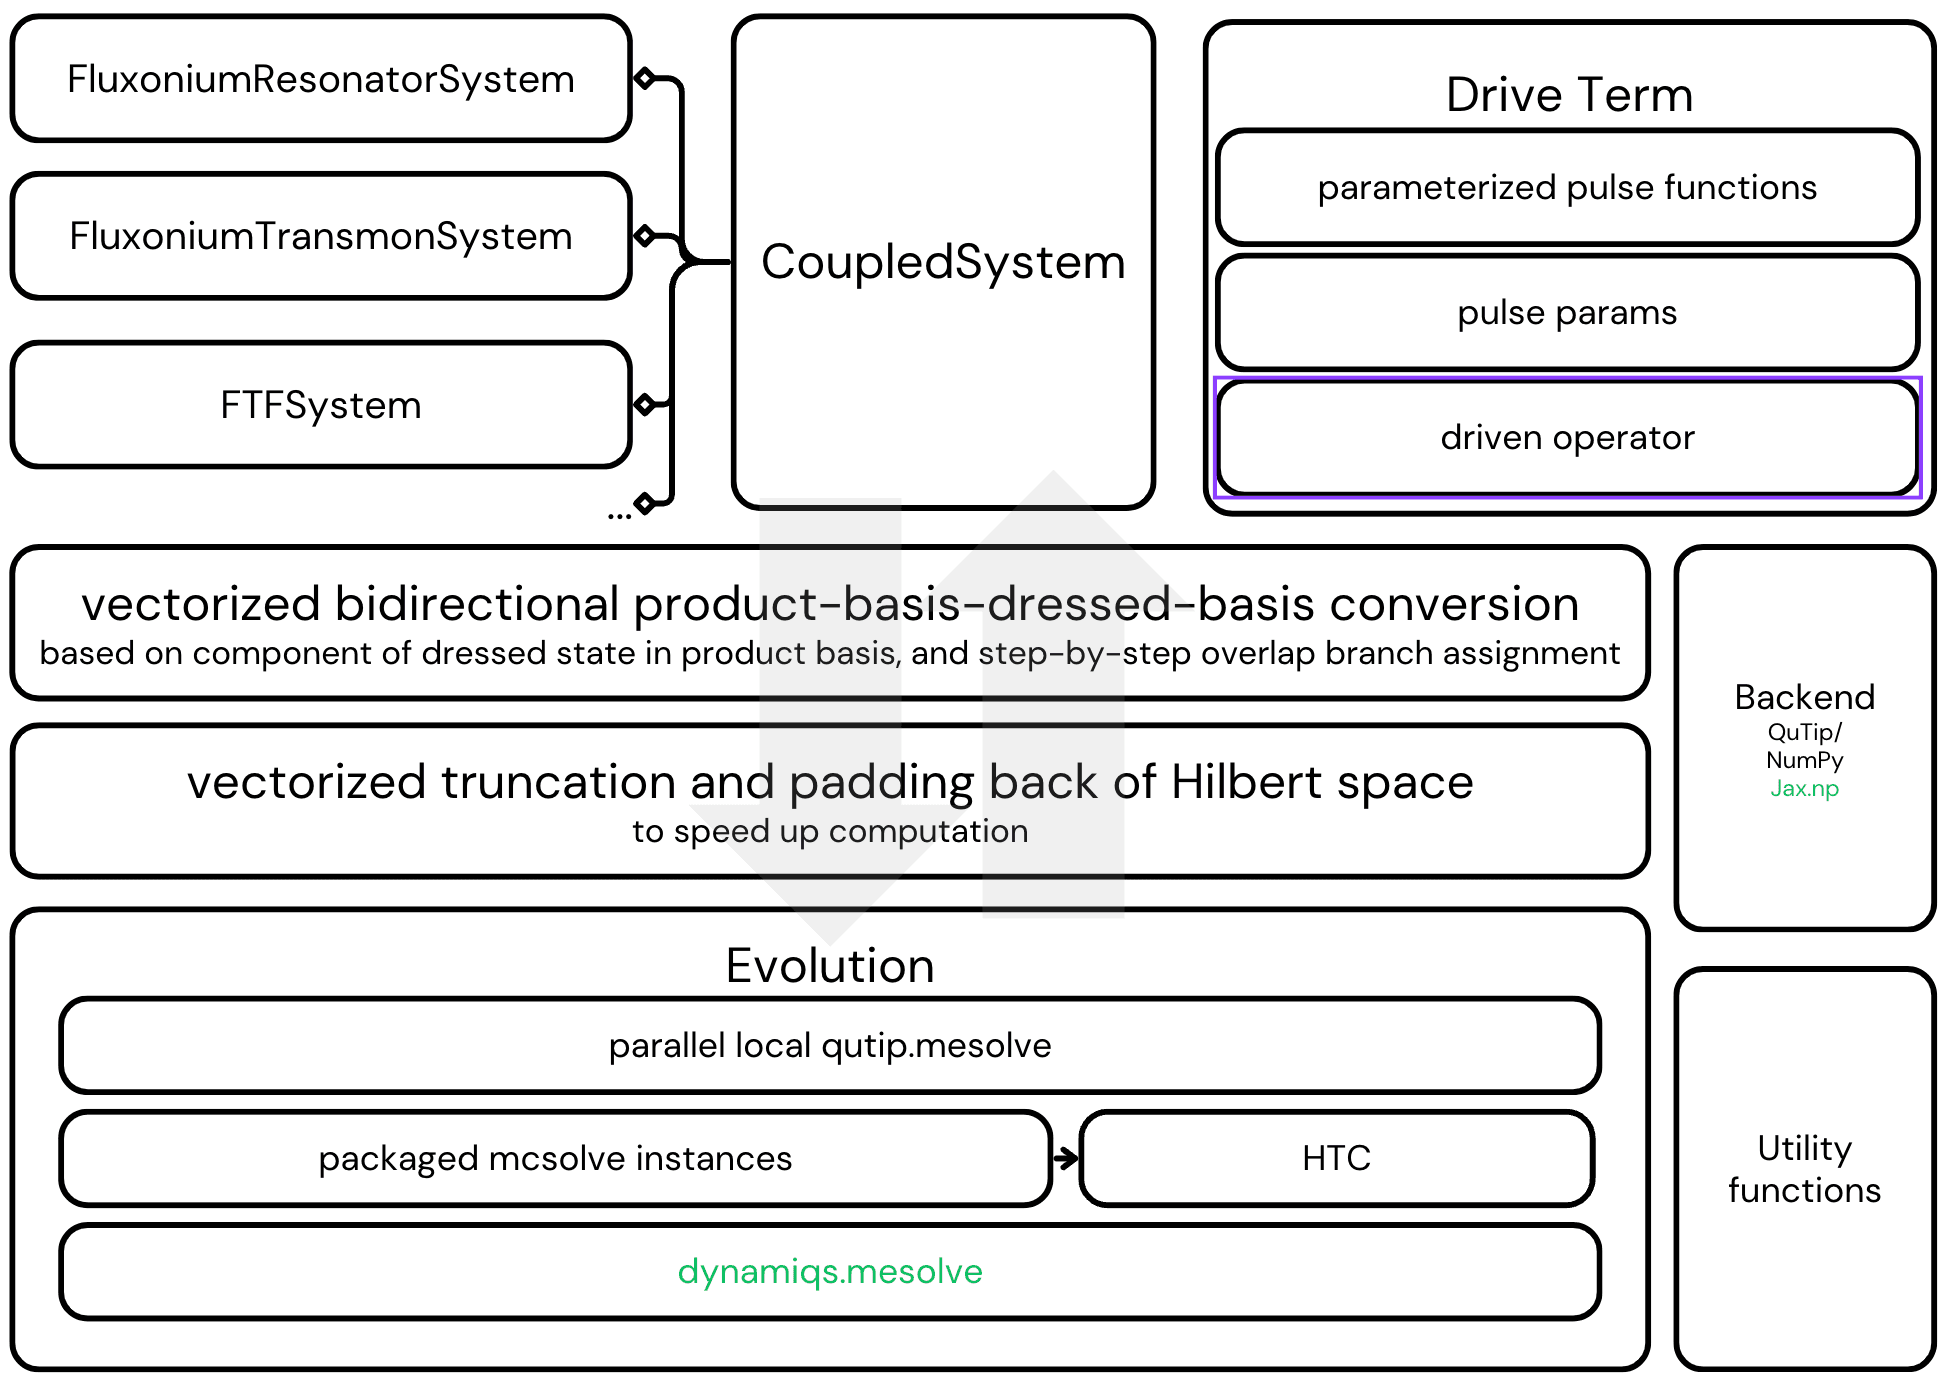 FluxoniumResonatorSystem
FluxoniumTransmonSystem
FTFSystem
...
CoupledSystem
Drive Term
parameterized pulse functions
pulse params
driven operator
vectorized bidirectional product-basis-dressed-basis conversion
based on component of dressed state in product basis, and step-by-step overlap branch assignment
vectorized truncation and padding back of Hilbert space
to speed up computation
Backend
QuTip/
NumPy
Jax.np
Evolution
parallel local qutip.mesolve
packaged mcsolve instances
HTC
dynamiqs.mesolve
Utility
functions